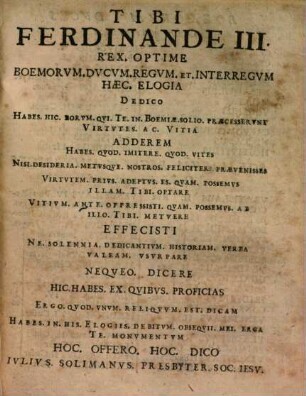 TIBI
FERDINANDE III.
REX. OPTIME
BOEMORVM. DVCVM. REGVM. ET. INTERREGVM
HÆC. ELOGIA
DEDICO
HABES. HIC. EORVM. QVI. TE. IN. BOEMIÆ. SOLIO. PRÆCESSERVNT
VIRTVTES. AC. VITIA
ADDEREM
HABES. QVOD. IMITERE. QVOD. VITES
NISI. DESIDERIA. METVSQVE. NOSTROS. FELICITER. PRÆVENISSES
VIRTVTEM. PRIVS. ADEPTVS. ES. QVAM. POSSEMVS
ILLAM. TIBI. OPTARE
VITIVM. ANTE. OPPRESSISTI. QVAM. POSSEMVS. AB
ILLO. TIBI. METVERE
EFFECISTI
NE. SOLENNIA. DEDICANTIVM. HISTORIAM. VERBA
VALEAM. VSVRPARE
NEQVEO. DICERE
HIC. HABES. EX. QVIBVS. PROFICIAS
ERGO. QVOD. VNVM. RELIQVVM. EST. DICAM
HABES. IN. HIS. ELOGIIS. DEBITVM. OBSEQVII. MEI. ERGA
TE. MONVMENTVM
HOC. OFFERO. HOC. DICO
IVLIVS. SOLIMANVS. PRESBYTER. SOC. IESV.